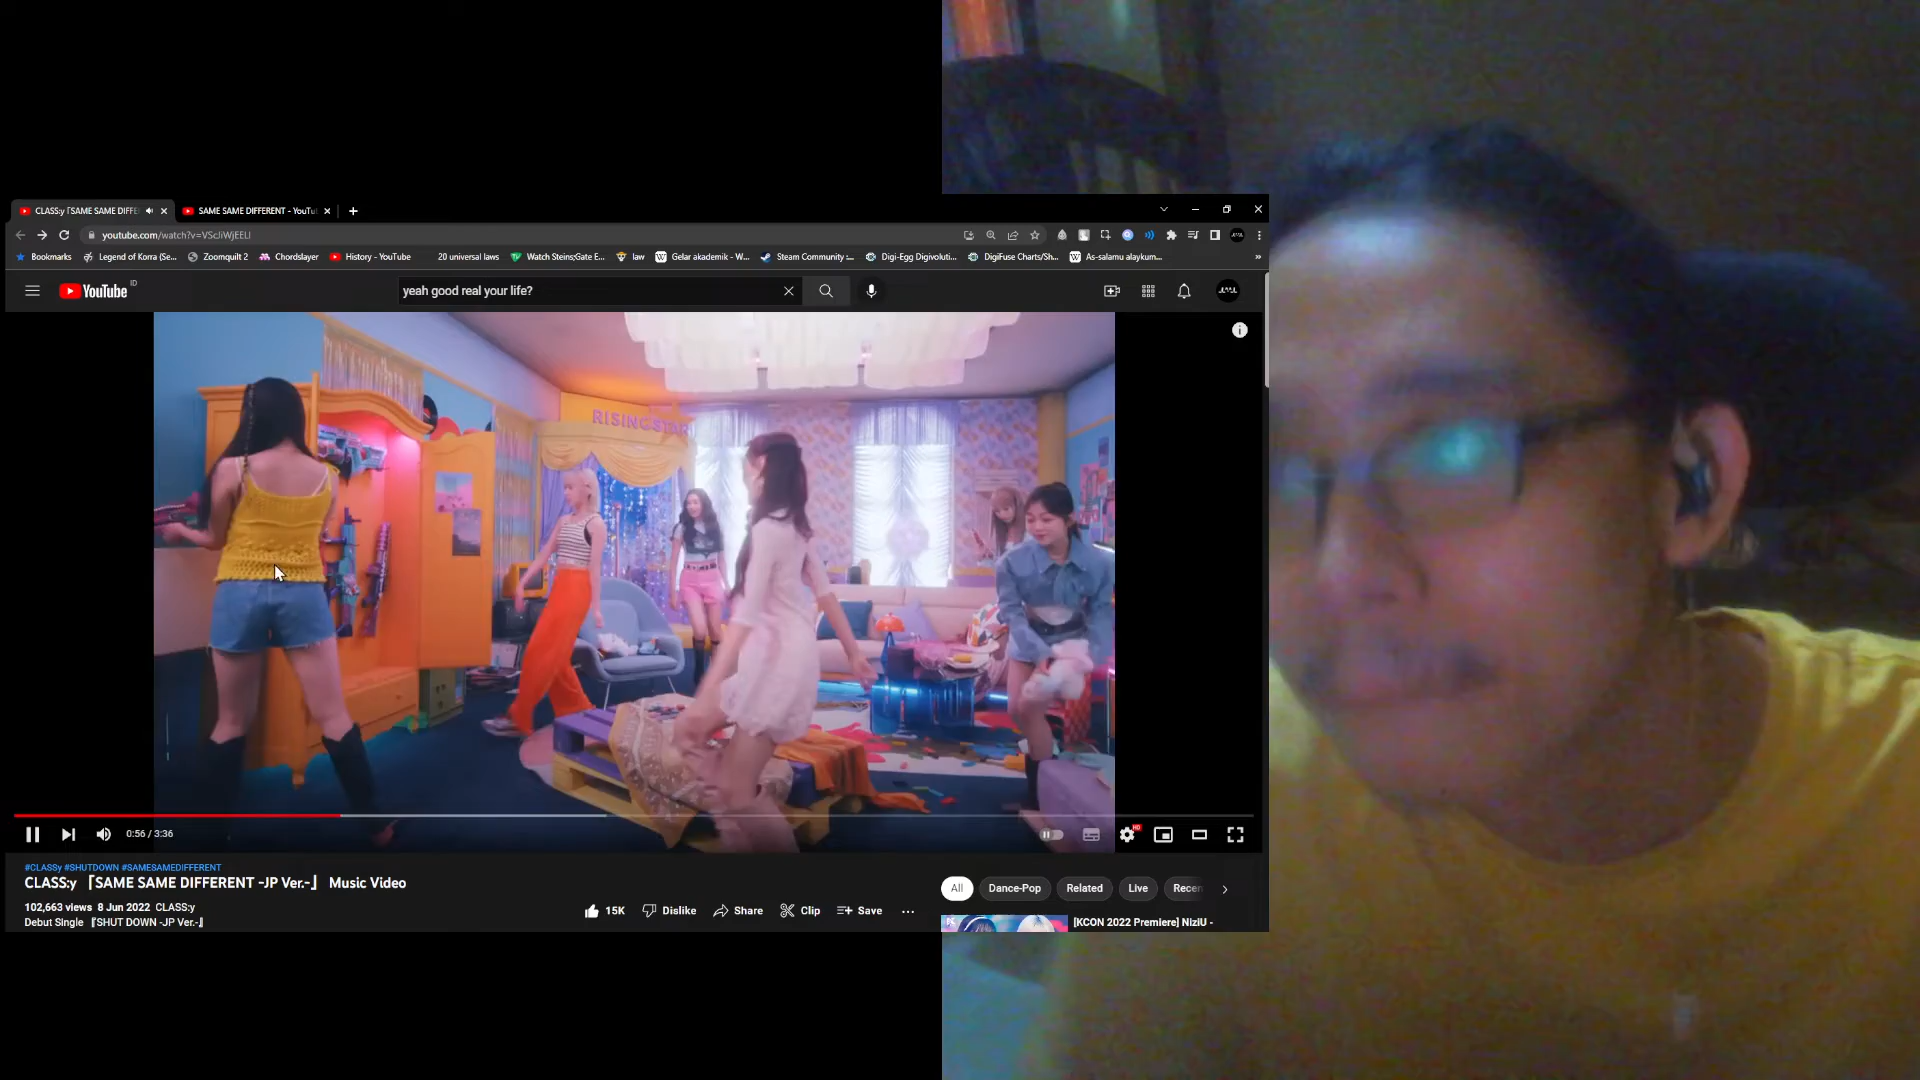 CLASS:y「SAME SAME DIFFE
SAME SAME DIFFERENT - YouTu
youtube.com/watch?v=VScJiWjEELI
Bookmarks
Legend of Korra (Se...
Zoomquilt 2
Chordslayer
History - YouTube
20 universal laws
Watch Steins;Gate E...
law
Gelar akademik - W...
Steam Community :...
Digi-Egg Digivoluti...
DigiFuse Charts/Sh...
As-salamu alaykum...
»
YouTube ID
yeah good real your life?
RISINGSTAR
0:56 / 3:36
HD
#CLASSy #SHUTDOWN #SAMESAMEDIFFERENT
CLASS:y 「SAME SAME DIFFERENT -JP Ver.-」 Music Video
102,663 views 8 Jun 2022 CLASS:y
Debut Single 『SHUT DOWN -JP Ver.-』
15K
Dislike
Share
Clip
Save
All
Dance-Pop
Related
Live
Recen
[KCON 2022 Premiere] NiziU -